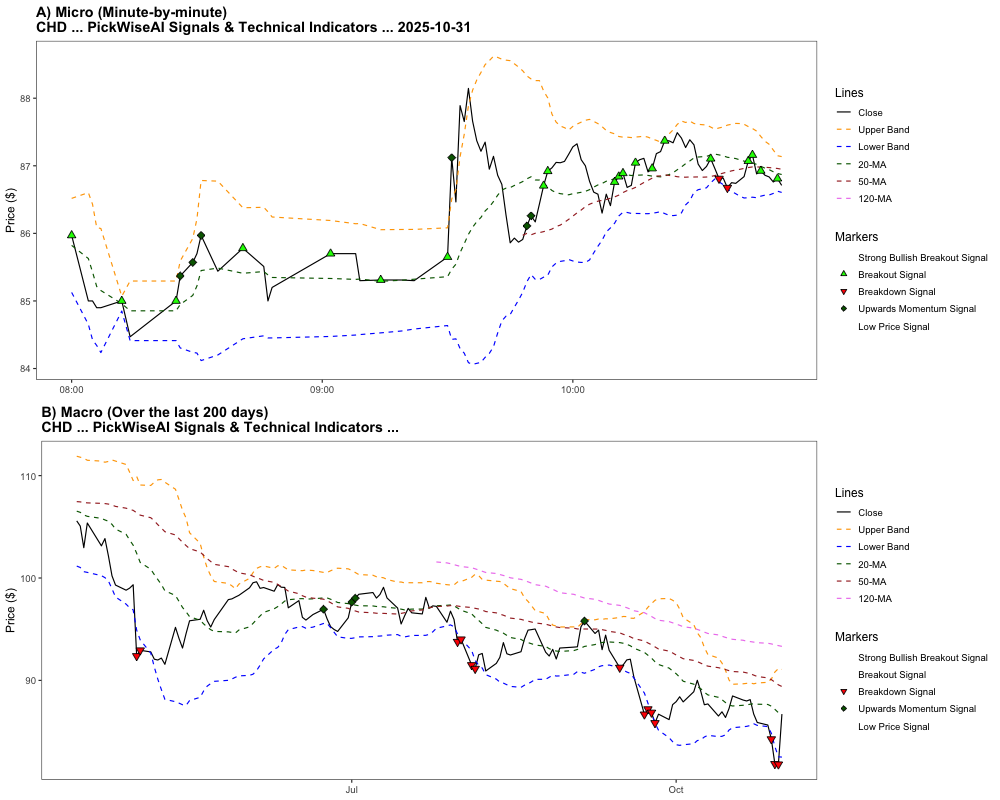 A) Micro (Minute-by-minute)
CHD ... PickWiseAI Signals & Technical Indicators ... 2025-10-31
Price ($)
88
87
86
85
84
08:00
09:00
10:00
Lines
Close
Upper Band
Lower Band
20-MA
50-MA
120-MA
Markers
Strong Bullish Breakout Signal
Breakout Signal
Breakdown Signal
Upwards Momentum Signal
Low Price Signal
B) Macro (Over the last 200 days)
CHD ... PickWiseAI Signals & Technical Indicators ...
Price ($)
110
100
90
Jul
Oct
Lines
Close
Upper Band
Lower Band
20-MA
50-MA
120-MA
Markers
Strong Bullish Breakout Signal
Breakout Signal
Breakdown Signal
Upwards Momentum Signal
Low Price Signal